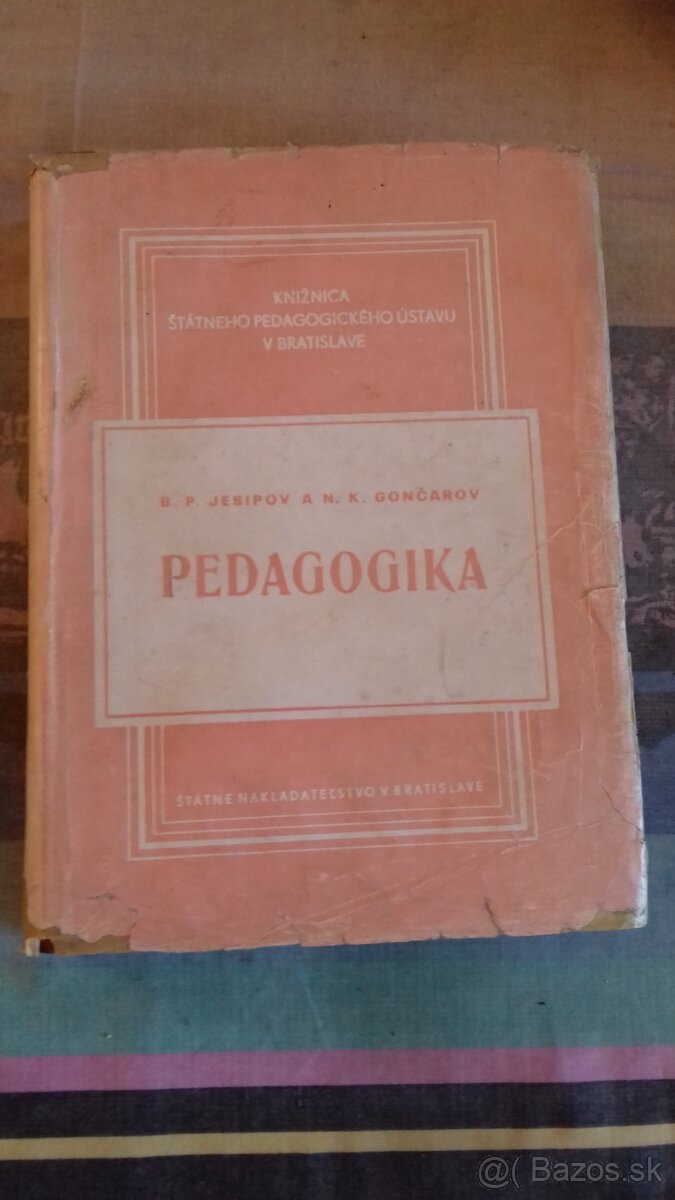 KNIŽNICA
ŠTÁTNEHO PEDAGOGICKÉHO ÚSTAVU
V BRATISLAVE
B. P. JESIPOV A N. K. GONČAROV
PEDAGOGIKA
ŠTÁTNE NAKLADATEĽSTVO V BRATISLAVE
@( Bazos.sk